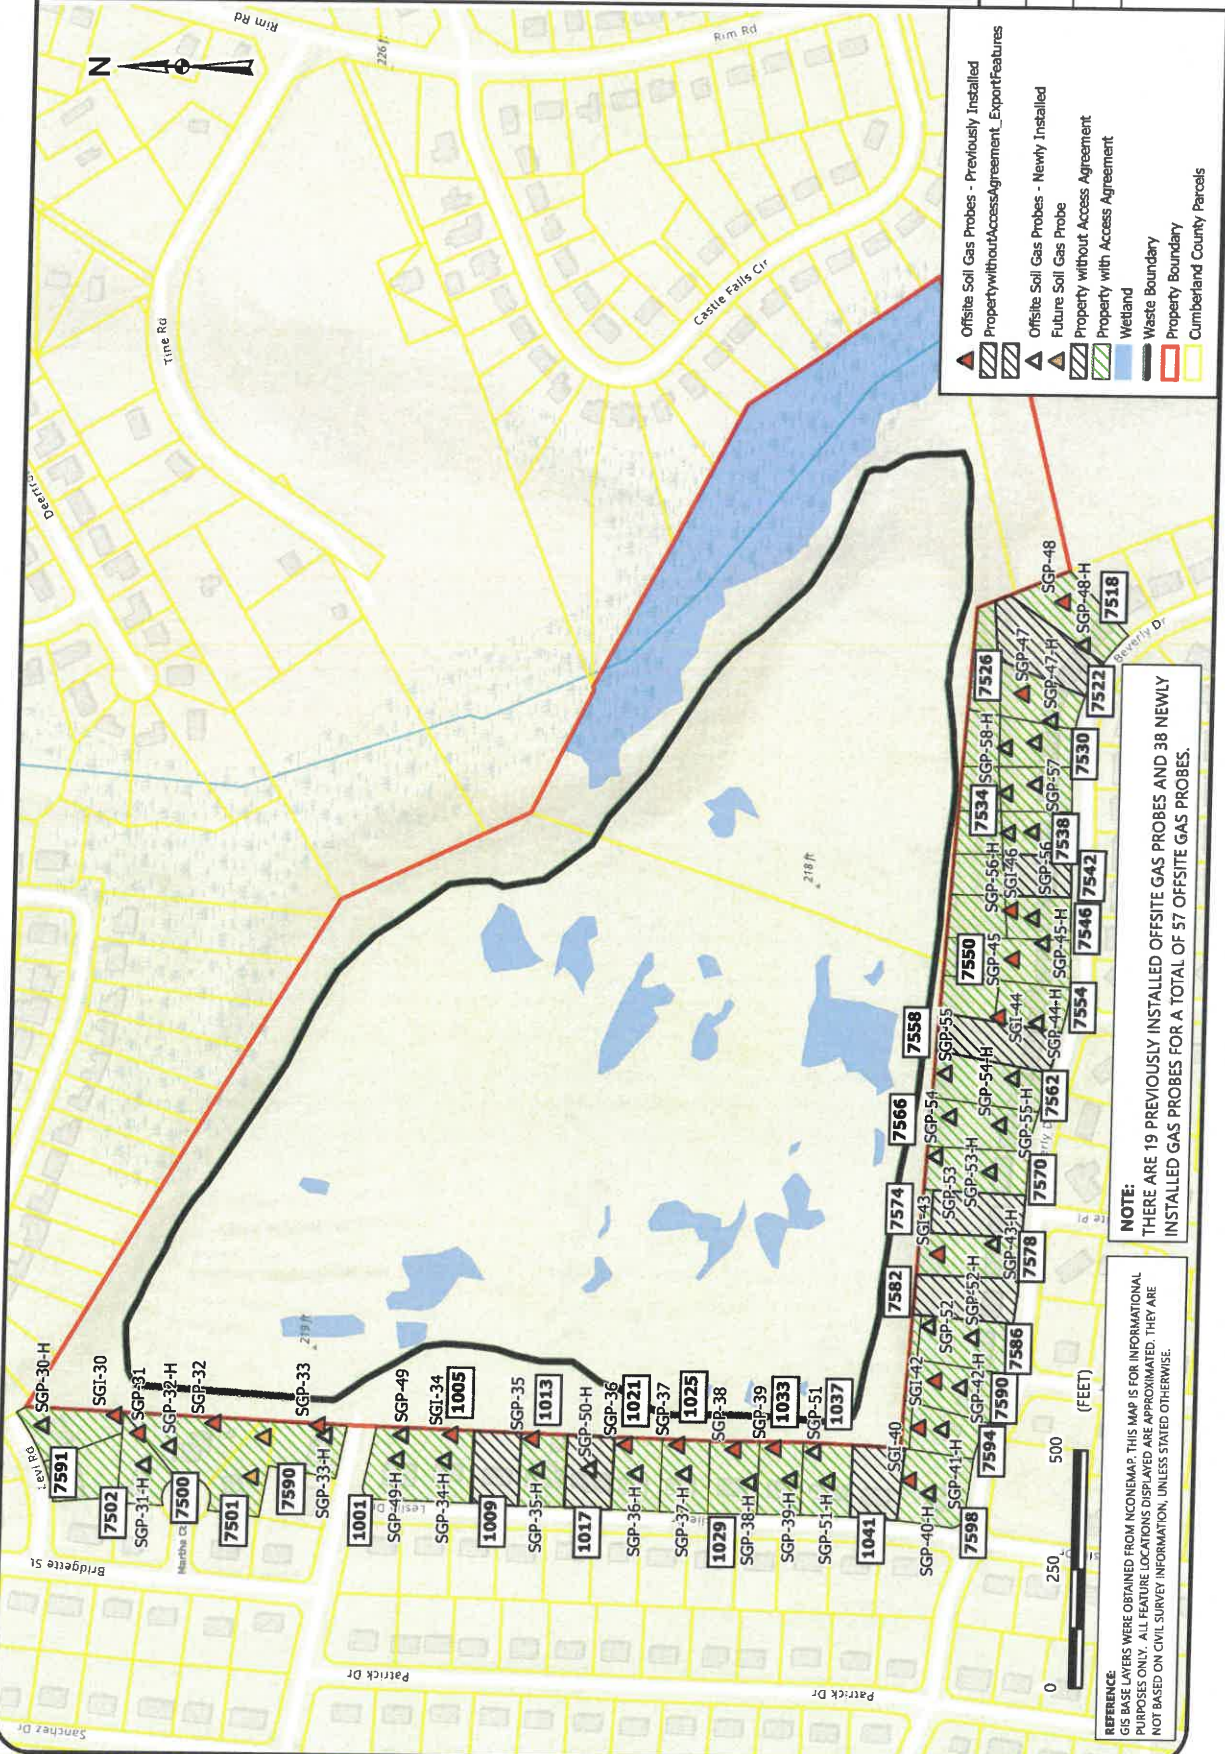 N
Rim Rd
226 ft
Rim Rd
Tine Rd
Castle Falls Cir
Levi Rd
Bridgette St
Sanchez Dr
Patrick Dr
Patrick Dr
Beverly Dr
218 ft
219 ft
SGP-30-H
7591
SGI-30
7502
SGP-31
SGP-31-H
SGP-32-H
7500
SGP-32
7501
7590
SGP-33
SGP-33-H
1001
SGP-49
SGP-49-H
SGI-34
1005
SGP-34-H
1009
SGP-35
1013
SGP-35-H
1017
SGP-50-H
SGP-36
1021
SGP-36-H
SGP-37
1025
SGP-37-H
1029
SGP-38
SGP-38-H
SGP-39
1033
SGP-39-H
SGP-51
1037
SGP-51-H
1041
SGI-40
SGP-40-H
7598
SGP-41-H
7594
SGI-42
SGP-42-H
7590
7586
7582
SGP-52
SGP-52-H
SGI-43
SGP-43-H
7578
7574
SGP-53
SGP-53-H
7570
7566
SGP-54
SGP-54-H
SGP-55-H
7562
7558
SGP-55
SGI-44
SGP-44-H
7554
7550
SGP-45
SGP-45-H
7546
SGI-46
SGP-56-H
SGP-56
7542
7538
7534
SGP-57
SGP-58-H
7530
7526
SGP-47
SGP-47-H
7522
SGP-48
SGP-48-H
7518
Offsite Soil Gas Probes - Previously Installed
PropertywithoutAccessAgreement_ExportFeatures
Offsite Soil Gas Probes - Newly Installed
Future Soil Gas Probe
Property without Access Agreement
Property with Access Agreement
Wetland
Waste Boundary
Property Boundary
Cumberland County Parcels
NOTE:
THERE ARE 19 PREVIOUSLY INSTALLED OFFSITE GAS PROBES AND 38 NEWLY
INSTALLED GAS PROBES FOR A TOTAL OF 57 OFFSITE GAS PROBES.
0 250 500
(FEET)
REFERENCE:
GIS BASE LAYERS WERE OBTAINED FROM NCONEMAP. THIS MAP IS FOR INFORMATIONAL
PURPOSES ONLY. ALL FEATURE LOCATIONS DISPLAYED ARE APPROXIMATED. THEY ARE
NOT BASED ON CIVIL SURVEY INFORMATION, UNLESS STATED OTHERWISE.